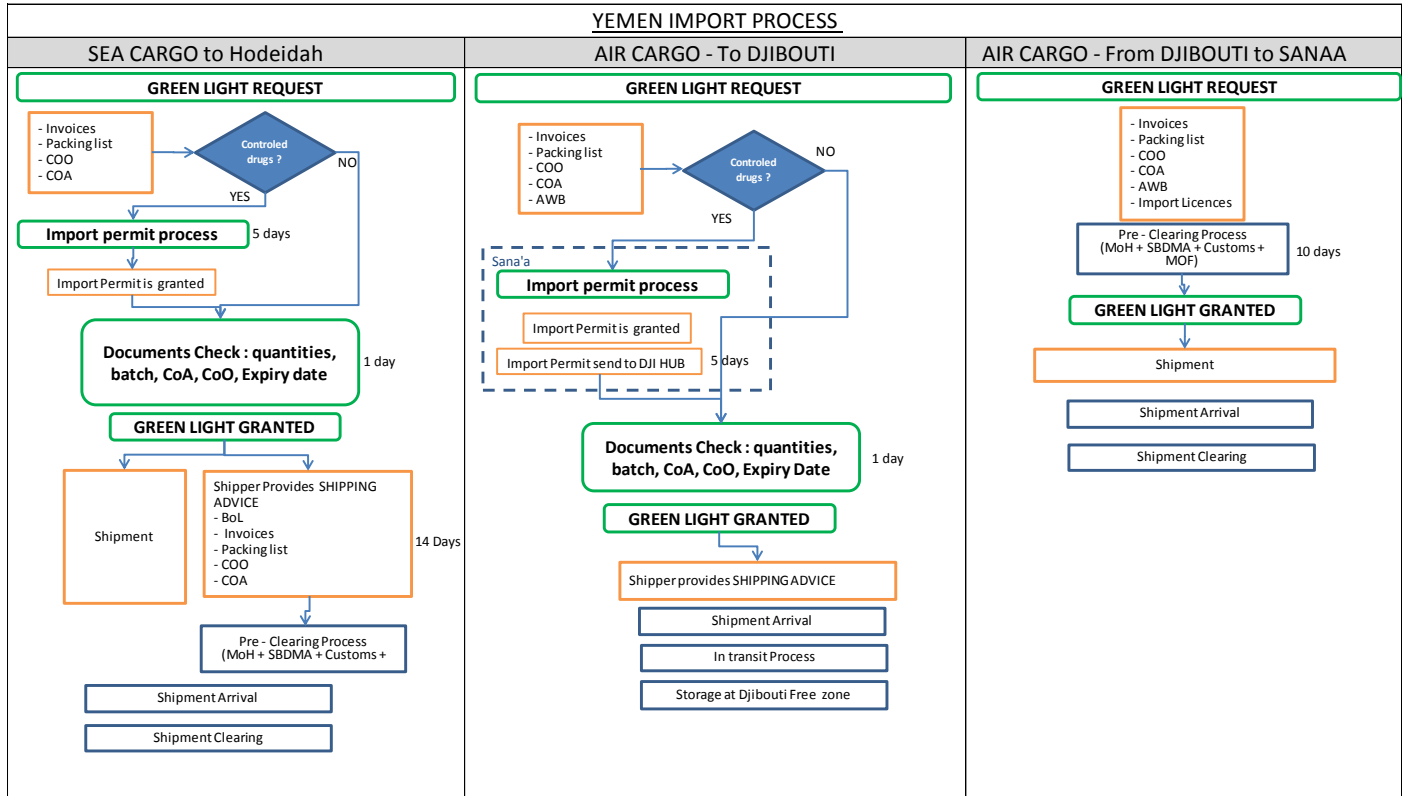 YEMEN IMPORT PROCESS
SEA CARGO to Hodeidah
GREEN LIGHT REQUEST
- Invoices
- Packing list
- COO
- COA
Controled
drugs ?
NO
YES
Import permit process
5 days
Import Permit is granted
Documents Check : quantities,
batch, CoA, CoO, Expiry date
1 day
GREEN LIGHT GRANTED
Shipment
Shipper Provides SHIPPING
ADVICE
- BoL
- Invoices
- Packing list
- COO
- COA
14 Days
Pre - Clearing Process
(MoH + SBDMA + Customs +
Shipment Arrival
Shipment Clearing
AIR CARGO - To DJIBOUTI
GREEN LIGHT REQUEST
- Invoices
- Packing list
- COO
- COA
- AWB
Controled
drugs ?
NO
YES
Sana'a
Import permit process
Import Permit is granted
Import Permit send to DJI HUB
5 days
Documents Check : quantities,
batch, CoA, CoO, Expiry Date
1 day
GREEN LIGHT GRANTED
Shipper provides SHIPPING ADVICE
Shipment Arrival
In transit Process
Storage at Djibouti Free zone
AIR CARGO - From DJIBOUTI to SANAA
GREEN LIGHT REQUEST
- Invoices
- Packing list
- COO
- COA
- AWB
- Import Licences
Pre - Clearing Process
(MoH + SBDMA + Customs +
MOF)
10 days
GREEN LIGHT GRANTED
Shipment
Shipment Arrival
Shipment Clearing